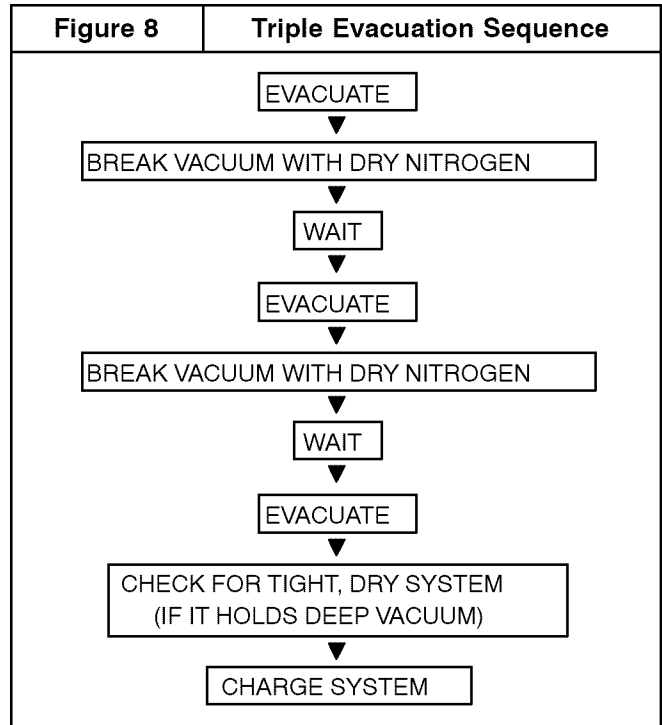 Figure 8
Triple Evacuation Sequence
EVACUATE
BREAK VACUUM WITH DRY NITROGEN
WAIT
EVACUATE
BREAK VACUUM WITH DRY NITROGEN
WAIT
EVACUATE
CHECK FOR TIGHT, DRY SYSTEM
(IF IT HOLDS DEEP VACUUM)
CHARGE SYSTEM